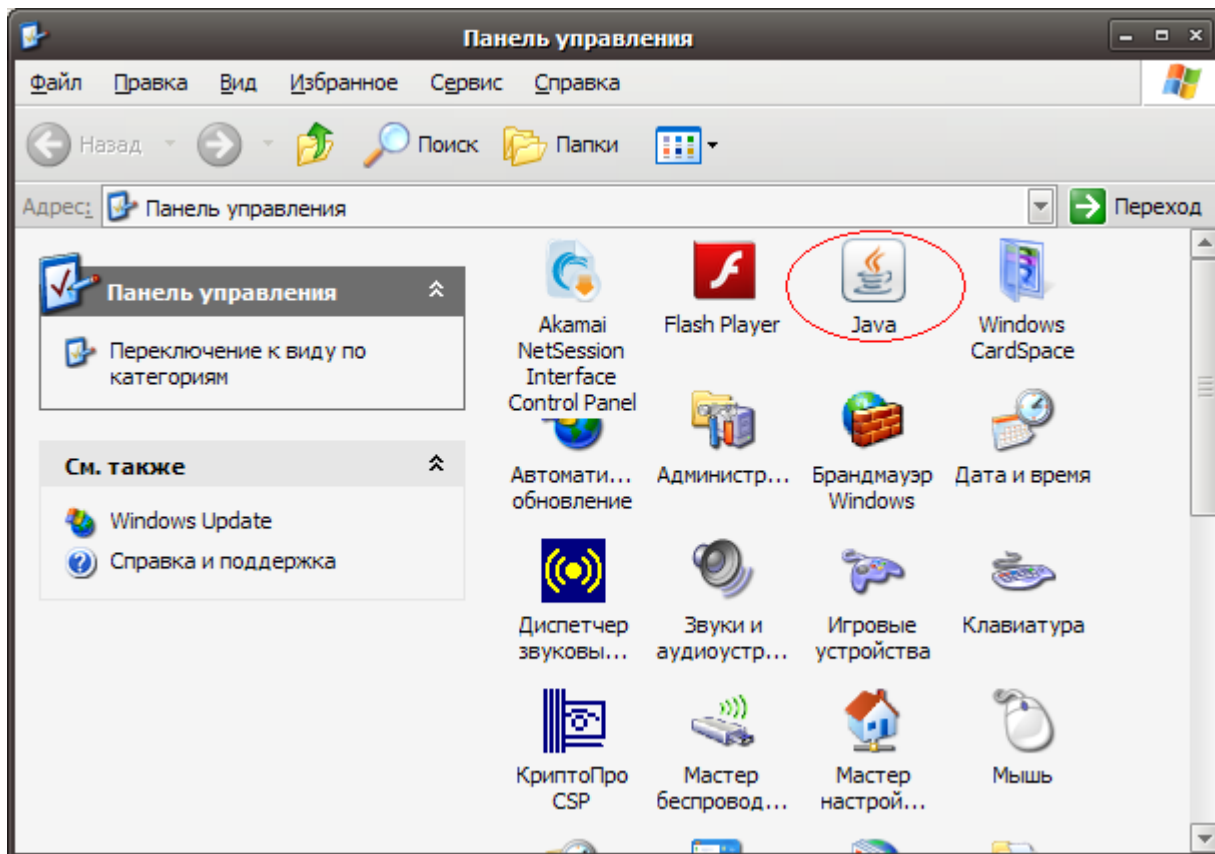 Панель управления
Файл Правка Вид Избранное Сервис Справка
Назад Поиск Папки
Адрес: Панель управления Переход
Панель управления
Переключение к виду по
категориям
См. также
Windows Update
Справка и поддержка
Akamai
NetSession
Interface
Control Panel
Flash Player
Java
Windows
CardSpace
Автомати...
обновление
Администр...
Брандмауэр
Windows
Дата и время
Диспетчер
звуковы...
Звуки и
аудиоустр...
Игровые
устройства
Клавиатура
КриптоПро
CSP
Мастер
беспровод...
Мастер
настрой...
Мышь